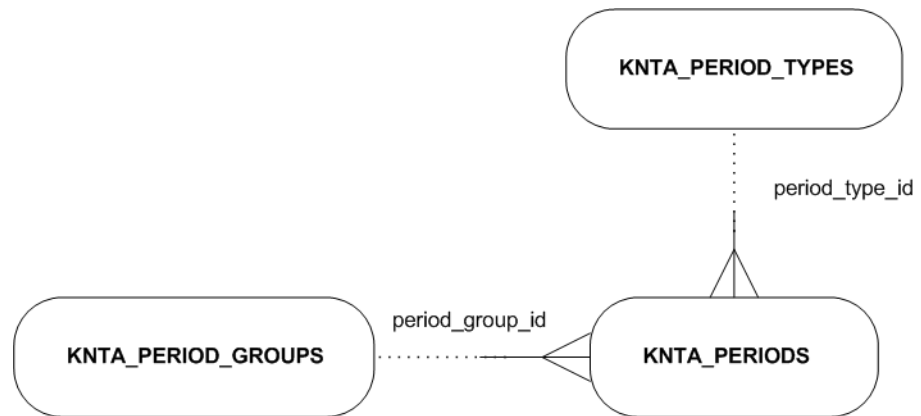 KNTA_PERIOD_TYPES
period_type_id
period_group_id
KNTA_PERIOD_GROUPS
KNTA_PERIODS